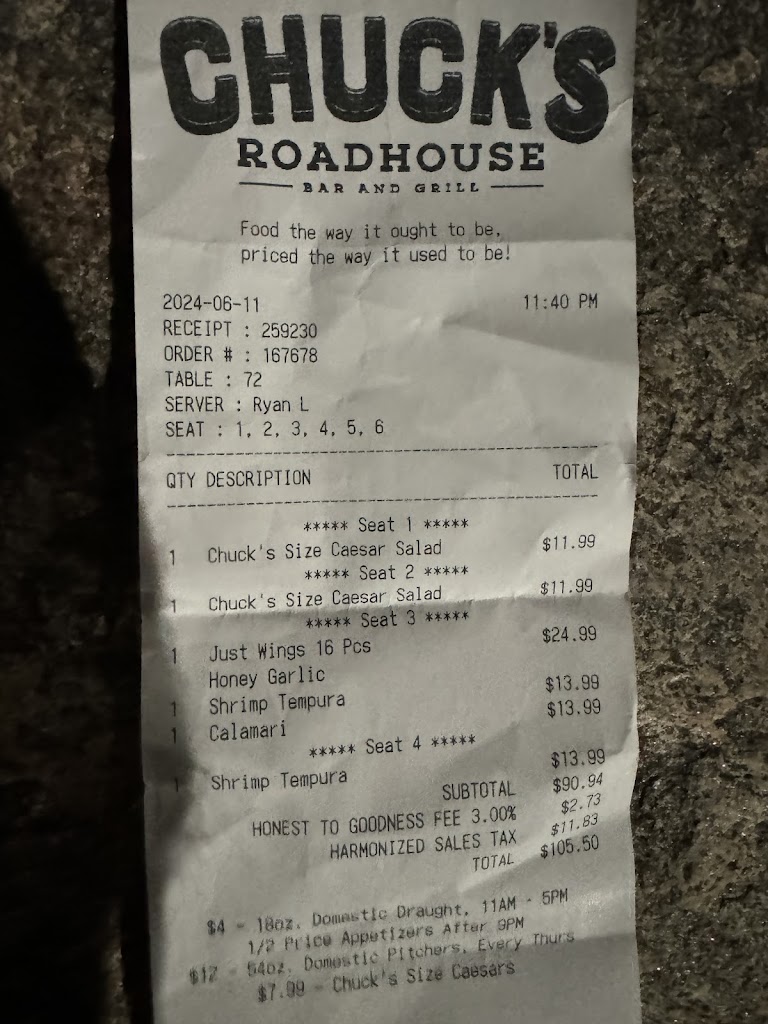 CHUCK'S
ROADHOUSE
BAR AND GRILL
Food the way it ought to be,
priced the way it used to be!
2024-06-11 11:40 PM
RECEIPT : 259230
ORDER # : 167678
TABLE : 72
SERVER : Ryan L
SEAT : 1, 2, 3, 4, 5, 6
QTY DESCRIPTION TOTAL
***** Seat 1 *****
1 Chuck's Size Caesar Salad $11.99
***** Seat 2 *****
1 Chuck's Size Caesar Salad $11.99
***** Seat 3 *****
1 Just Wings 16 Pcs $24.99
Honey Garlic
1 Shrimp Tempura $13.99
1 Calamari $13.99
***** Seat 4 *****
1 Shrimp Tempura $13.99
SUBTOTAL $90.94
HONEST TO GOODNESS FEE 3.00% $2.73
HARMONIZED SALES TAX $11.83
TOTAL $105.50
$4 - 18oz. Domestic Draught, 11AM - 5PM
1/2 Price Appetizers After 9PM
$12 - 54oz. Domestic Pitchers, Every Thurs
$7.99 - Chuck's Size Caesars